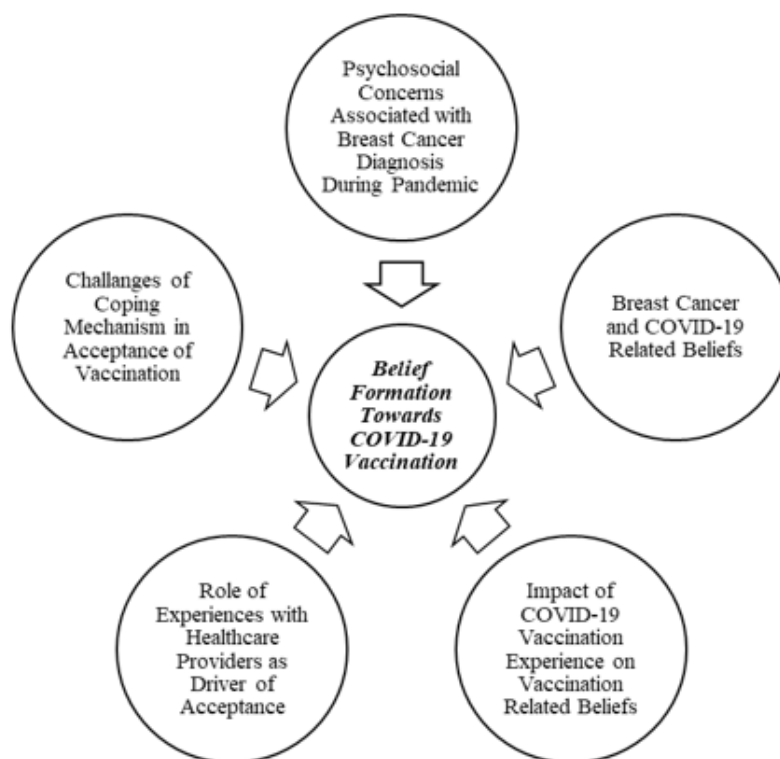 Psychosocial
Concerns
Associated with
Breast Cancer
Diagnosis
During Pandemic
Challanges of
Coping
Mechanism in
Acceptance of
Vaccination
Breast Cancer
and COVID-19
Related Beliefs
Belief
Formation
Towards
COVID-19
Vaccination
Role of
Experiences with
Healthcare
Providers as
Driver of
Acceptance
Impact of
COVID-19
Vaccination
Experience on
Vaccination
Related Beliefs